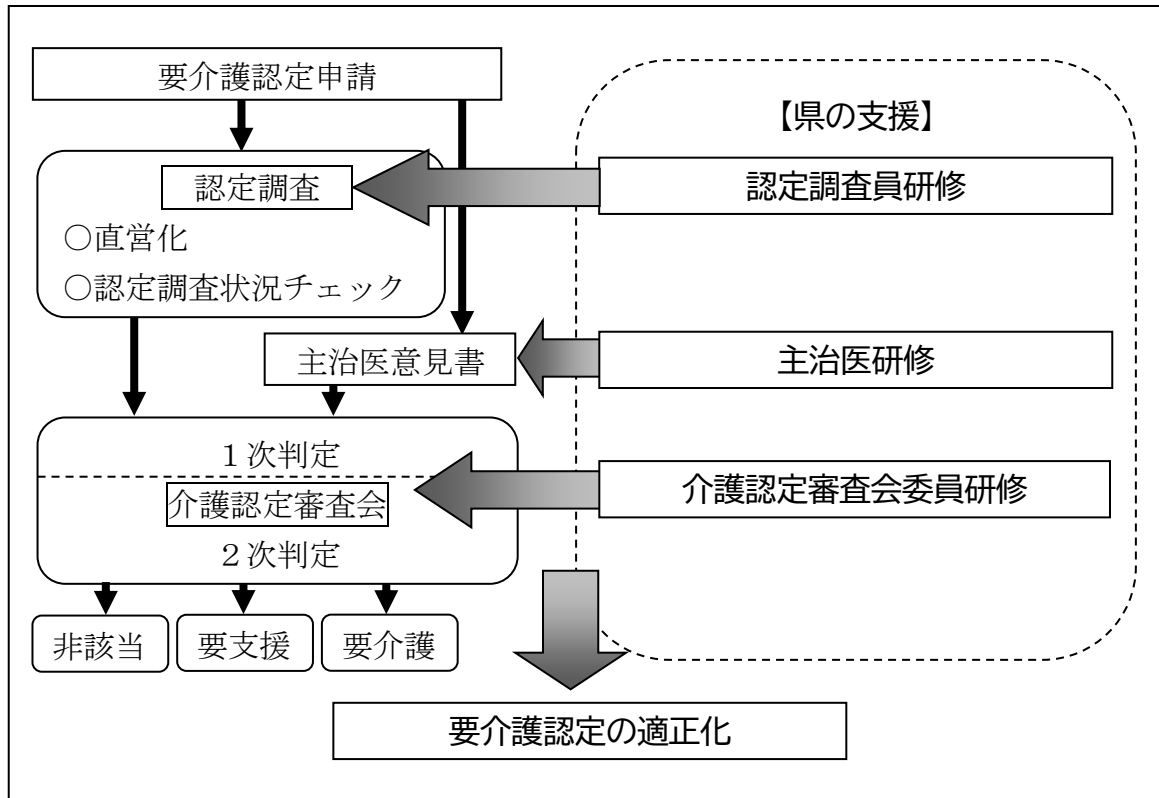 要介護認定申請
【県の支援】
認定調査
認定調査員研修
○直営化
○認定調査状況チェック
主治医意見書
主治医研修
1次判定
介護認定審査会
介護認定審査会委員研修
2次判定
非該当
要支援
要介護
要介護認定の適正化